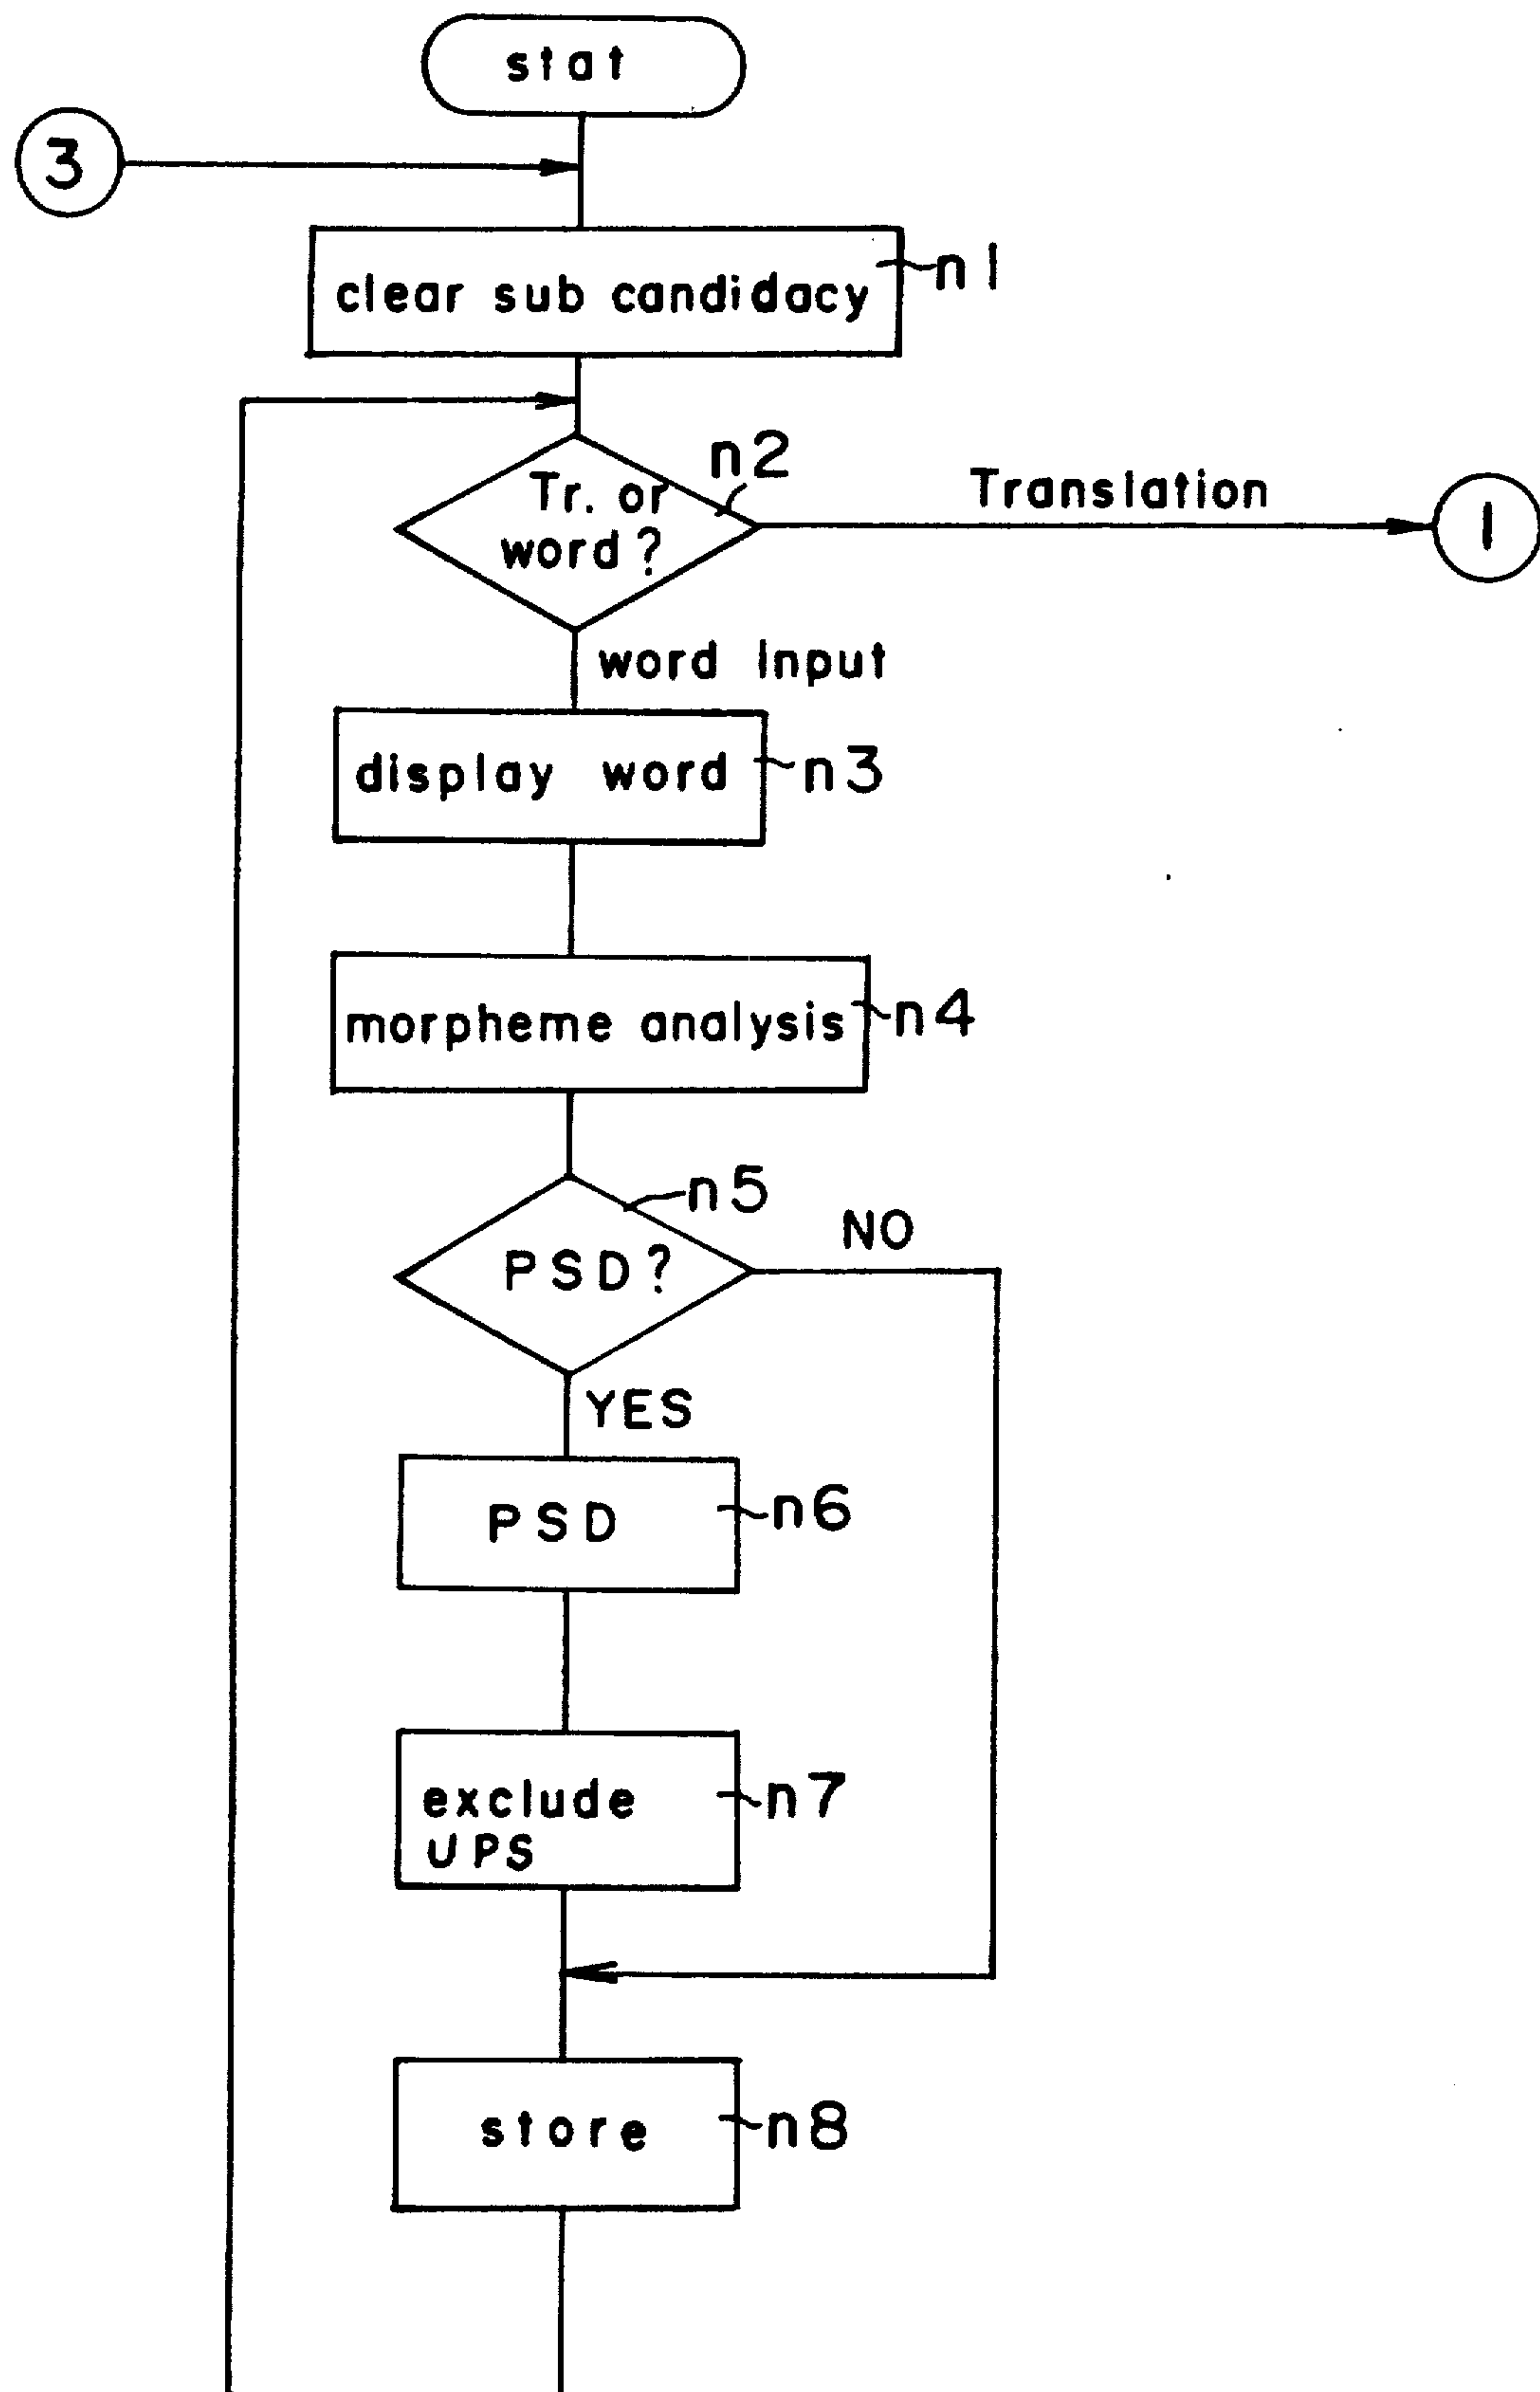 stat
3
clear sub candidacy
n1
n2
Tr. or
word?
Translation
1
word Input
display word
n3
morpheme analysis
n4
n5
PSD?
NO
YES
PSD
n6
exclude
UPS
n7
store
n8